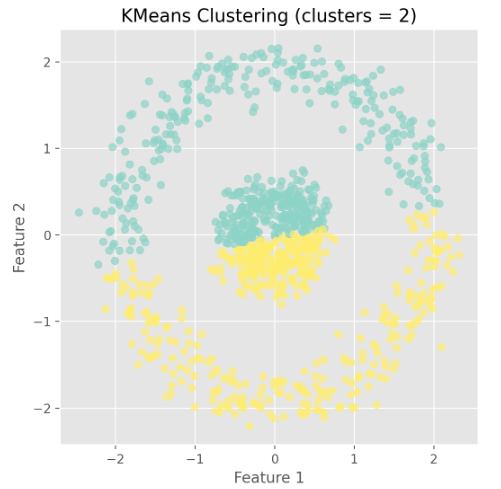 KMeans Clustering (clusters = 2)
2
1
0
−1
−2
Feature 2
−2 −1 0 1 2
Feature 1